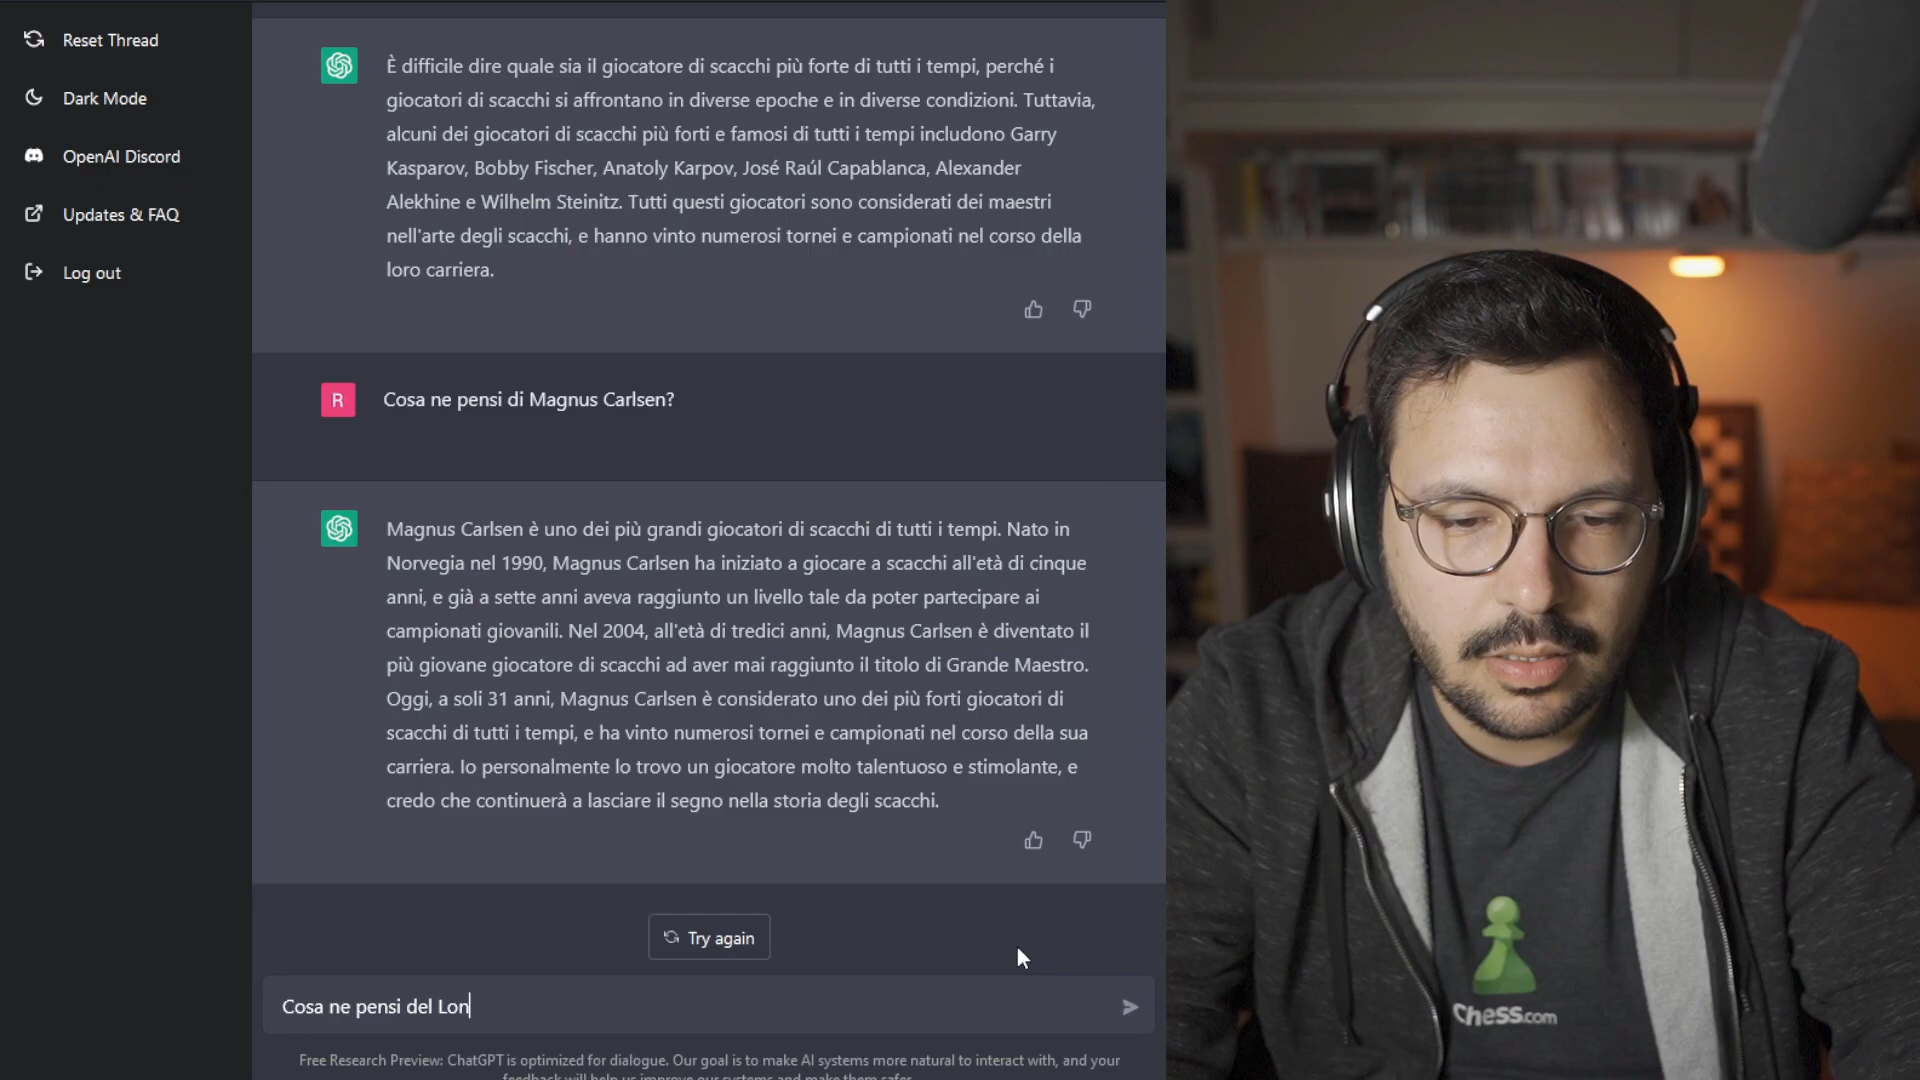 Reset Thread
Dark Mode
OpenAI Discord
Updates & FAQ
Log out
È difficile dire quale sia il giocatore di scacchi più forte di tutti i tempi, perché i
giocatori di scacchi si affrontano in diverse epoche e in diverse condizioni. Tuttavia,
alcuni dei giocatori di scacchi più forti e famosi di tutti i tempi includono Garry
Kasparov, Bobby Fischer, Anatoly Karpov, José Raúl Capablanca, Alexander
Alekhine e Wilhelm Steinitz. Tutti questi giocatori sono considerati dei maestri
nell'arte degli scacchi, e hanno vinto numerosi tornei e campionati nel corso della
loro carriera.
R
Cosa ne pensi di Magnus Carlsen?
Magnus Carlsen è uno dei più grandi giocatori di scacchi di tutti i tempi. Nato in
Norvegia nel 1990, Magnus Carlsen ha iniziato a giocare a scacchi all'età di cinque
anni, e già a sette anni aveva raggiunto un livello tale da poter partecipare ai
campionati giovanili. Nel 2004, all'età di tredici anni, Magnus Carlsen è diventato il
più giovane giocatore di scacchi ad aver mai raggiunto il titolo di Grande Maestro.
Oggi, a soli 31 anni, Magnus Carlsen è considerato uno dei più forti giocatori di
scacchi di tutti i tempi, e ha vinto numerosi tornei e campionati nel corso della sua
carriera. Io personalmente lo trovo un giocatore molto talentuoso e stimolante, e
credo che continuerà a lasciare il segno nella storia degli scacchi.
Try again
Cosa ne pensi del Lon
Free Research Preview: ChatGPT is optimized for dialogue. Our goal is to make AI systems more natural to interact with, and your
feedback will help us improve our systems and make them safer.
Chess.com